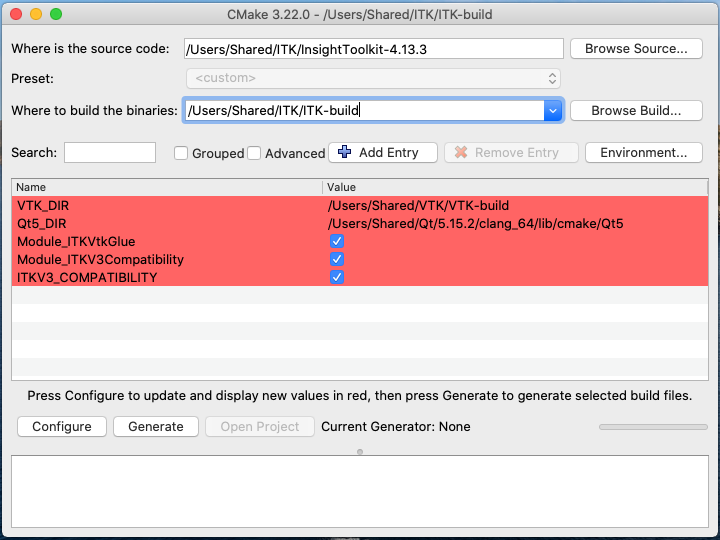 CMake 3.22.0 - /Users/Shared/ITK/ITK-build
Where is the source code: /Users/Shared/ITK/InsightToolkit-4.13.3 Browse Source...
Preset: <custom>
Where to build the binaries: /Users/Shared/ITK/ITK-build Browse Build...
Search: Grouped Advanced Add Entry Remove Entry Environment...
Name Value
VTK_DIR /Users/Shared/VTK/VTK-build
Qt5_DIR /Users/Shared/Qt/5.15.2/clang_64/lib/cmake/Qt5
Module_ITKVtkGlue
Module_ITKV3Compatibility
ITKV3_COMPATIBILITY
Press Configure to update and display new values in red, then press Generate to generate selected build files.
Configure Generate Open Project Current Generator: None